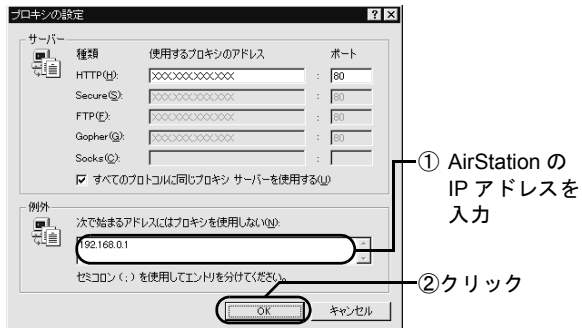 プロキシの設定
サーバー
種類 使用するプロキシのアドレス ポート
HTTP(H): XXX.XXX.XXX.XXX : 80
Secure(S): XXX.XXX.XXX.XXX : 80
FTP(F): XXX.XXX.XXX.XXX : 80
Gopher(G): XXX.XXX.XXX.XXX : 80
Socks(C): :
すべてのプロトコルに同じプロキシ サーバーを使用する(U)
例外
次で始まるアドレスにはプロキシを使用しない(N):
192.168.0.1
セミコロン ( ; ) を使用してエントリを分けてください。
OK キャンセル
① AirStation の
IP アドレスを
入力
②クリック